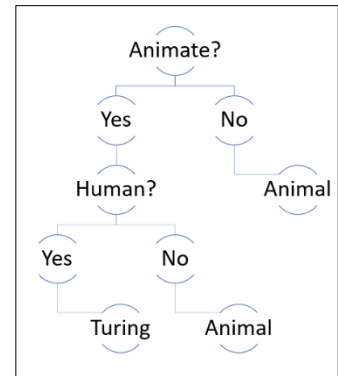 Animate?
Yes No
Human? Animal
Yes No
Turing Animal